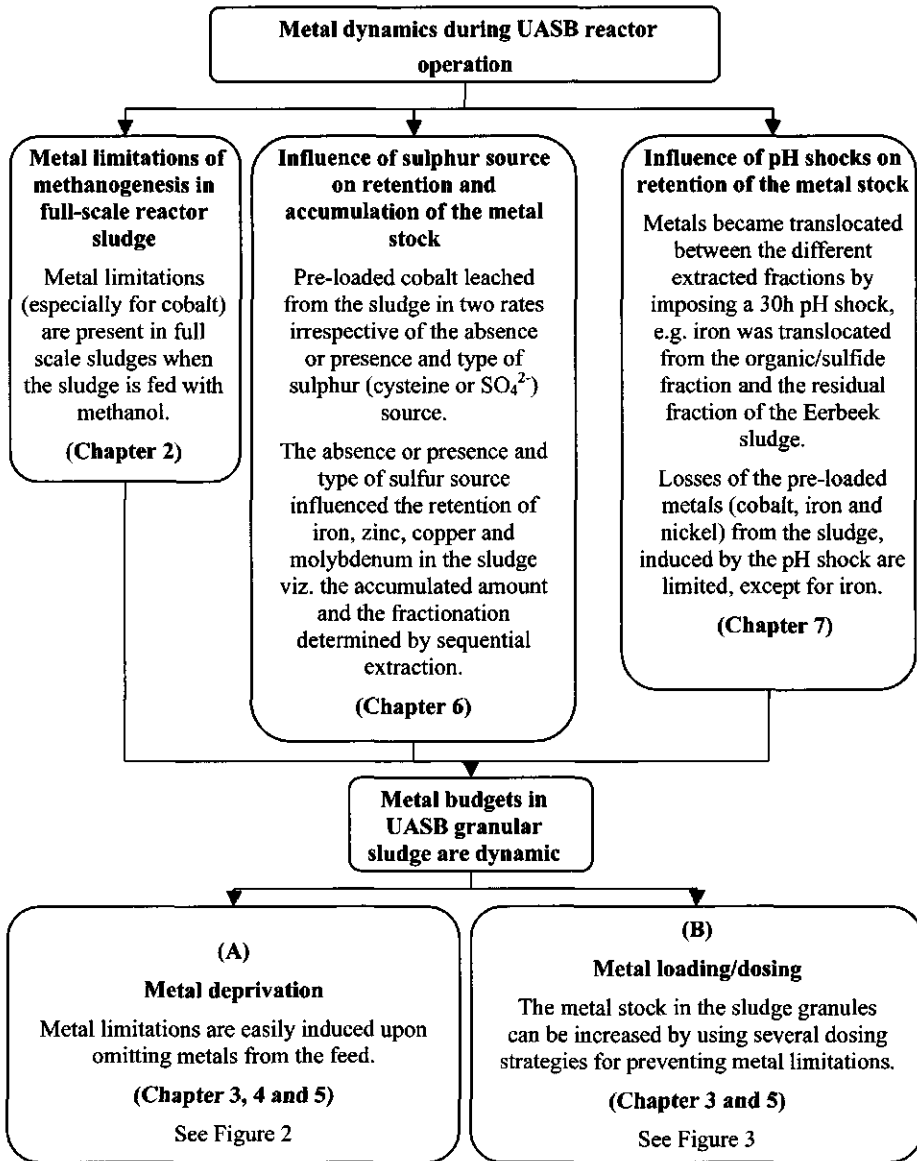 Metal dynamics during UASB reactor
operation
Metal limitations of
methanogenesis in
full-scale reactor
sludge
Metal limitations
(especially for cobalt)
are present in full
scale sludges when
the sludge is fed with
methanol.
(Chapter 2)
Influence of sulphur source
on retention and
accumulation of the metal
stock
Pre-loaded cobalt leached
from the sludge in two rates
irrespective of the absence
or presence and type of
sulphur (cysteine or SO₄²⁻)
source.
The absence or presence and
type of sulfur source
influenced the retention of
iron, zinc, copper and
molybdenum in the sludge
viz. the accumulated amount
and the fractionation
determined by sequential
extraction.
(Chapter 6)
Influence of pH shocks on
retention of the metal stock
Metals became translocated
between the different
extracted fractions by
imposing a 30h pH shock,
e.g. iron was translocated
from the organic/sulfide
fraction and the residual
fraction of the Eerbeek
sludge.
Losses of the pre-loaded
metals (cobalt, iron and
nickel) from the sludge,
induced by the pH shock are
limited, except for iron.
(Chapter 7)
Metal budgets in
UASB granular
sludge are dynamic
(A)
Metal deprivation
Metal limitations are easily induced upon
omitting metals from the feed.
(Chapter 3, 4 and 5)
See Figure 2
(B)
Metal loading/dosing
The metal stock in the sludge granules
can be increased by using several dosing
strategies for preventing metal limitations.
(Chapter 3 and 5)
See Figure 3